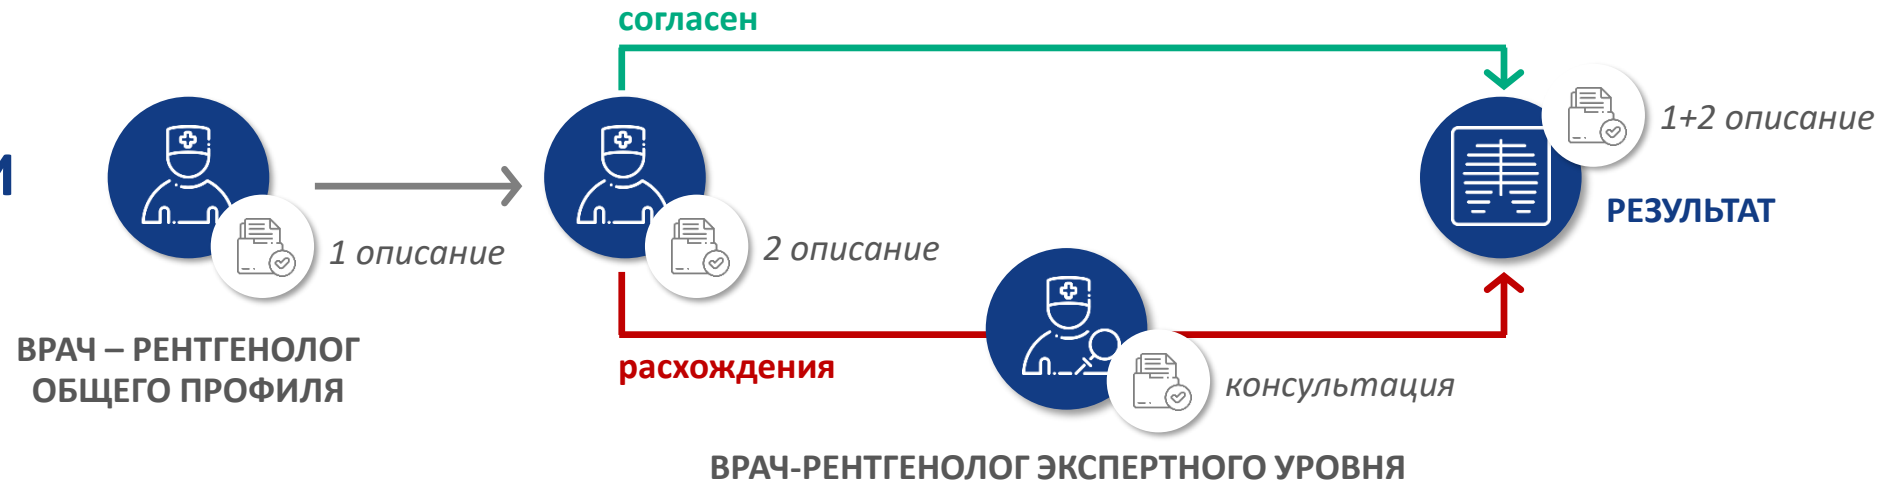 согласен
1+2 описание
РЕЗУЛЬТАТ
1 описание
2 описание
ВРАЧ – РЕНТГЕНОЛОГ
ОБЩЕГО ПРОФИЛЯ
расхождения
консультация
ВРАЧ-РЕНТГЕНОЛОГ ЭКСПЕРТНОГО УРОВНЯ